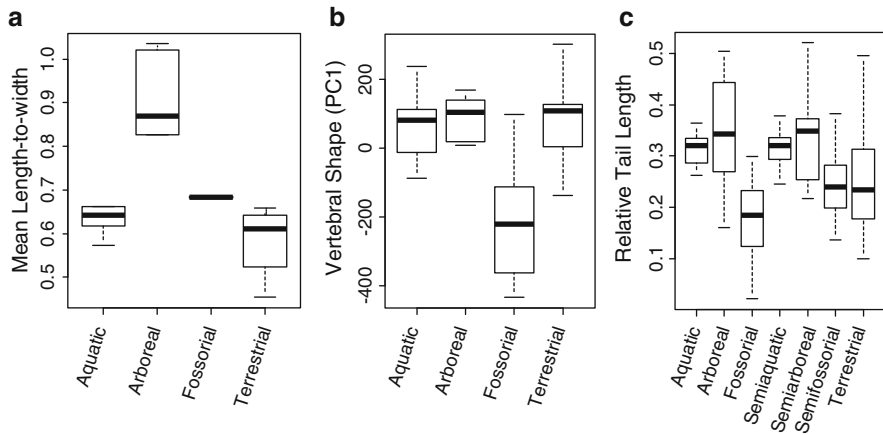 a
Mean Length-to-width
1.0
0.9
0.8
0.7
0.6
0.5
Aquatic
Arboreal
Fossorial
Terrestrial
b
Vertebral Shape (PC1)
200
0
-200
-400
Aquatic
Arboreal
Fossorial
Terrestrial
c
Relative Tail Length
0.5
0.4
0.3
0.2
0.1
Aquatic
Arboreal
Fossorial
Semiaquatic
Semiarboreal
Semifossorial
Terrestrial